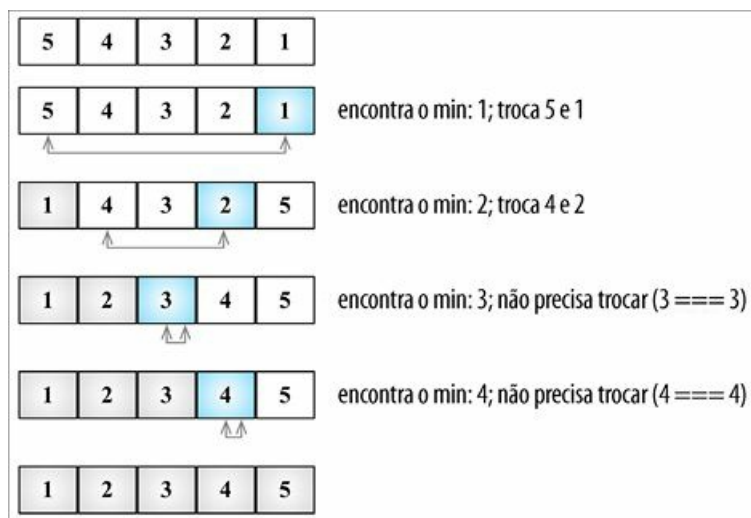 5 4 3 2 1
5 4 3 2 1 encontra o min: 1; troca 5 e 1
1 4 3 2 5 encontra o min: 2; troca 4 e 2
1 2 3 4 5 encontra o min: 3; não precisa trocar (3 === 3)
1 2 3 4 5 encontra o min: 4; não precisa trocar (4 === 4)
1 2 3 4 5